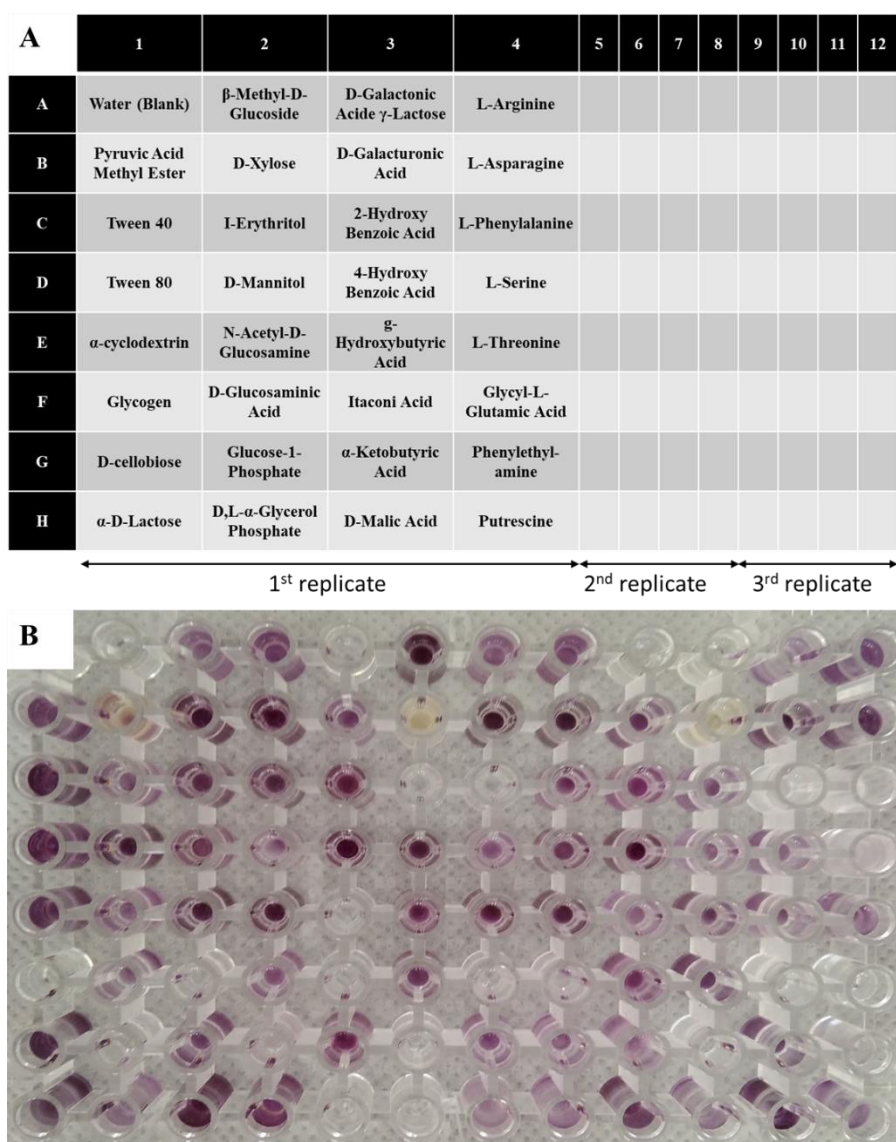 A
1 2 3 4 5 6 7 8 9 10 11 12
A Water (Blank) β-Methyl-D-Glucoside D-Galactonic Acide γ-Lactose L-Arginine
B Pyruvic Acid Methyl Ester D-Xylose D-Galacturonic Acid L-Asparagine
C Tween 40 I-Erythritol 2-Hydroxy Benzoic Acid L-Phenylalanine
D Tween 80 D-Mannitol 4-Hydroxy Benzoic Acid L-Serine
E α-cyclodextrin N-Acetyl-D-Glucosamine g-Hydroxybutyric Acid L-Threonine
F Glycogen D-Glucosaminic Acid Itaconi Acid Glycyl-L-Glutamic Acid
G D-cellobiose Glucose-1-Phosphate α-Ketobutyric Acid Phenylethyl-amine
H α-D-Lactose D,L-α-Glycerol Phosphate D-Malic Acid Putrescine
1st replicate 2nd replicate 3rd replicate
B